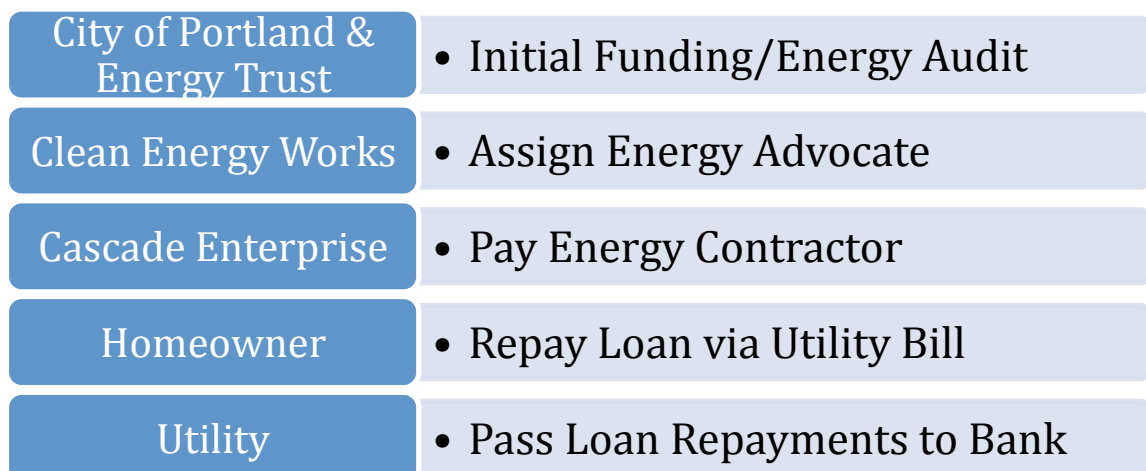 City of Portland &
Energy Trust
• Initial Funding/Energy Audit
Clean Energy Works
• Assign Energy Advocate
Cascade Enterprise
• Pay Energy Contractor
Homeowner
• Repay Loan via Utility Bill
Utility
• Pass Loan Repayments to Bank